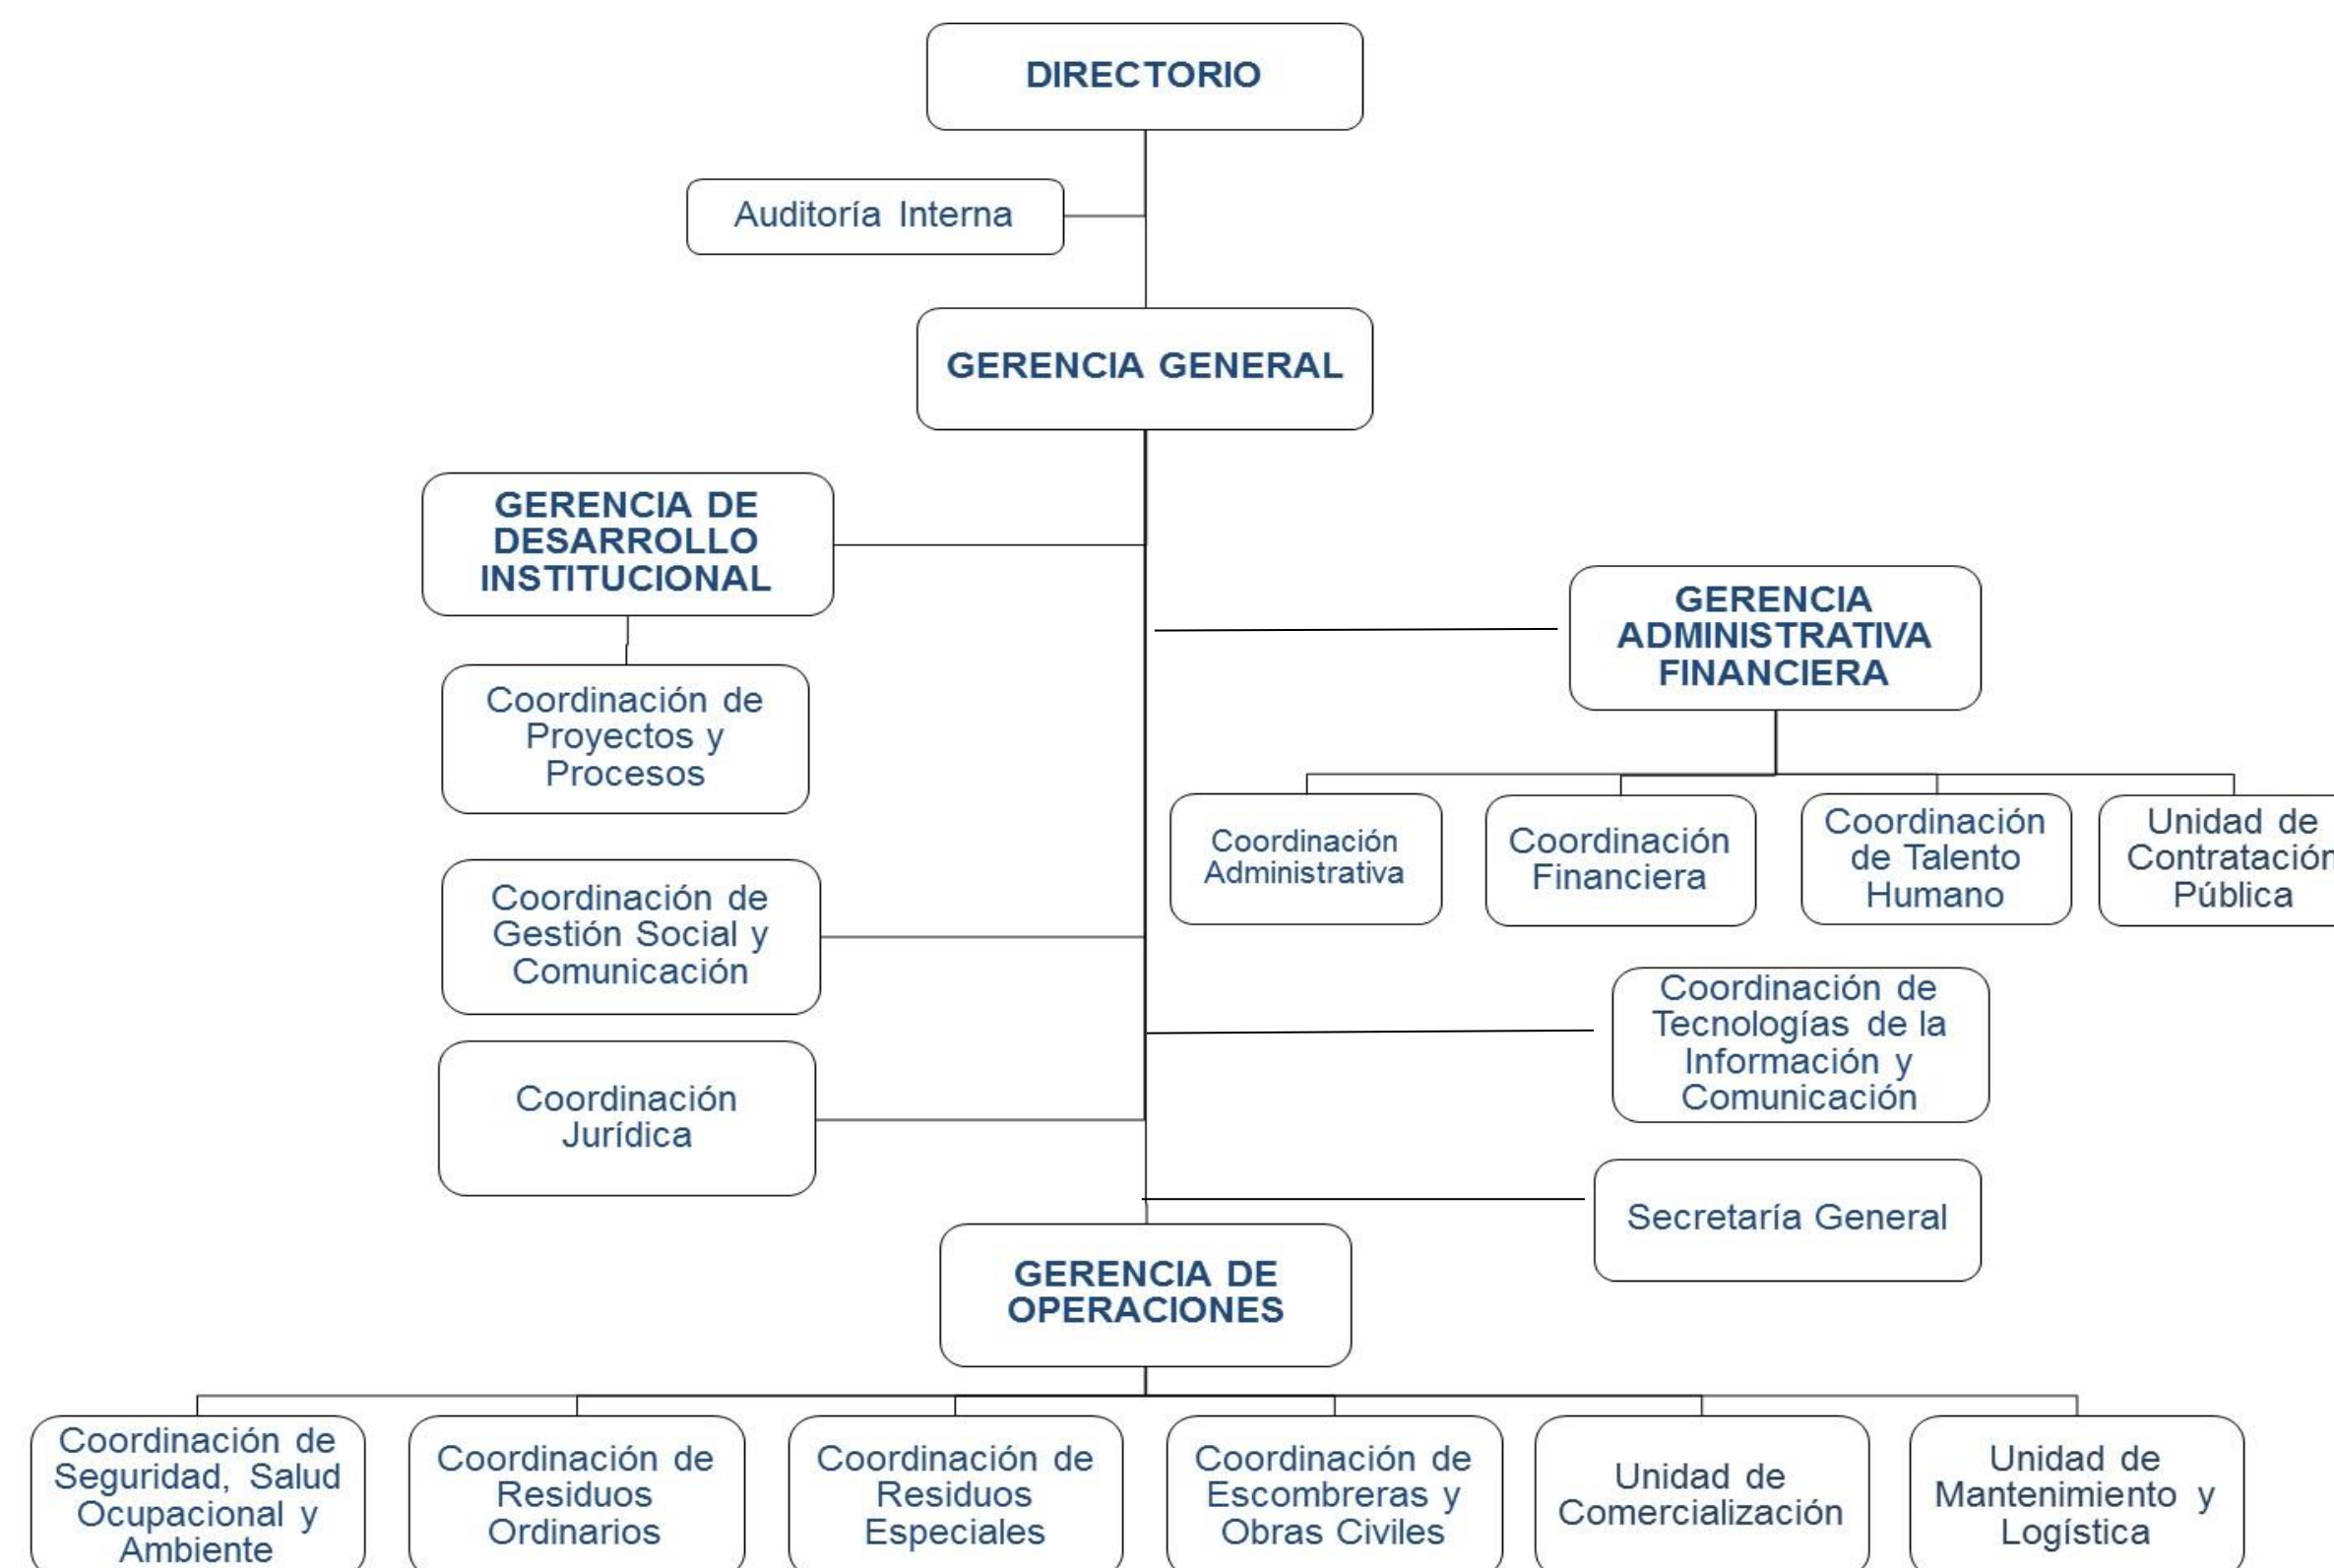 DIRECTORIO
Auditoría Interna
GERENCIA GENERAL
GERENCIA DE
DESARROLLO
INSTITUCIONAL
GERENCIA
ADMINISTRATIVA
FINANCIERA
Coordinación de
Proyectos y
Procesos
Coordinación
Administrativa
Coordinación
Financiera
Coordinación
de Talento
Humano
Unidad de
Contratación
Pública
Coordinación de
Gestión Social y
Comunicación
Coordinación de
Tecnologías de la
Información y
Comunicación
Coordinación
Jurídica
Secretaría General
GERENCIA DE
OPERACIONES
Coordinación de
Seguridad, Salud
Ocupacional y
Ambiente
Coordinación de
Residuos
Ordinarios
Coordinación de
Residuos
Especiales
Coordinación de
Escombreras y
Obras Civiles
Unidad de
Comercialización
Unidad de
Mantenimiento y
Logística